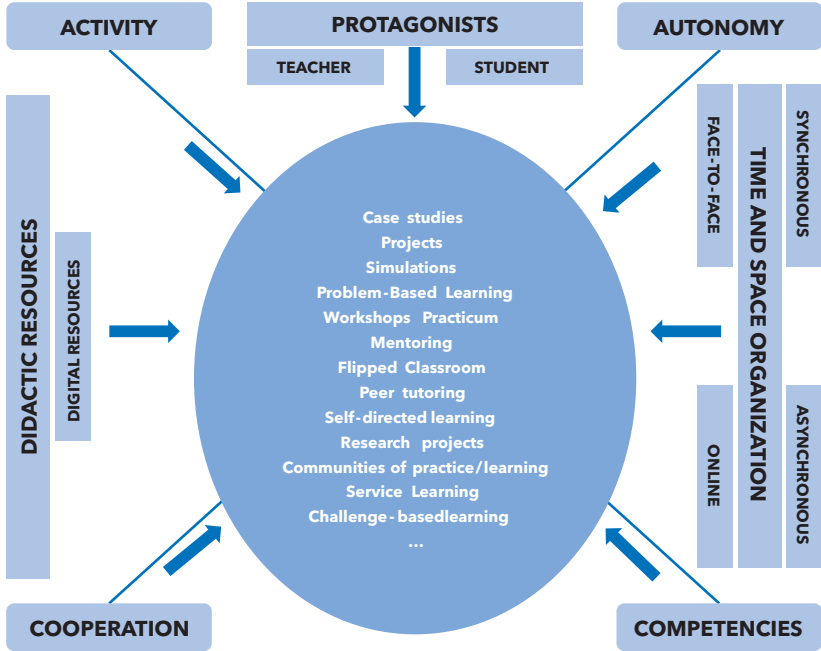 ACTIVITY
PROTAGONISTS
AUTONOMY
TEACHER
STUDENT
DIDACTIC RESOURCES
DIGITAL RESOURCES
FACE-TO-FACE
TIME AND SPACE ORGANIZATION
SYNCHRONOUS
ONLINE
ASYNCHRONOUS
Case studies
Projects
Simulations
Problem-Based Learning
Workshops Practicum
Mentoring
Flipped Classroom
Peer tutoring
Self-directed learning
Research projects
Communities of practice/learning
Service Learning
Challenge-basedlearning
...
COOPERATION
COMPETENCIES